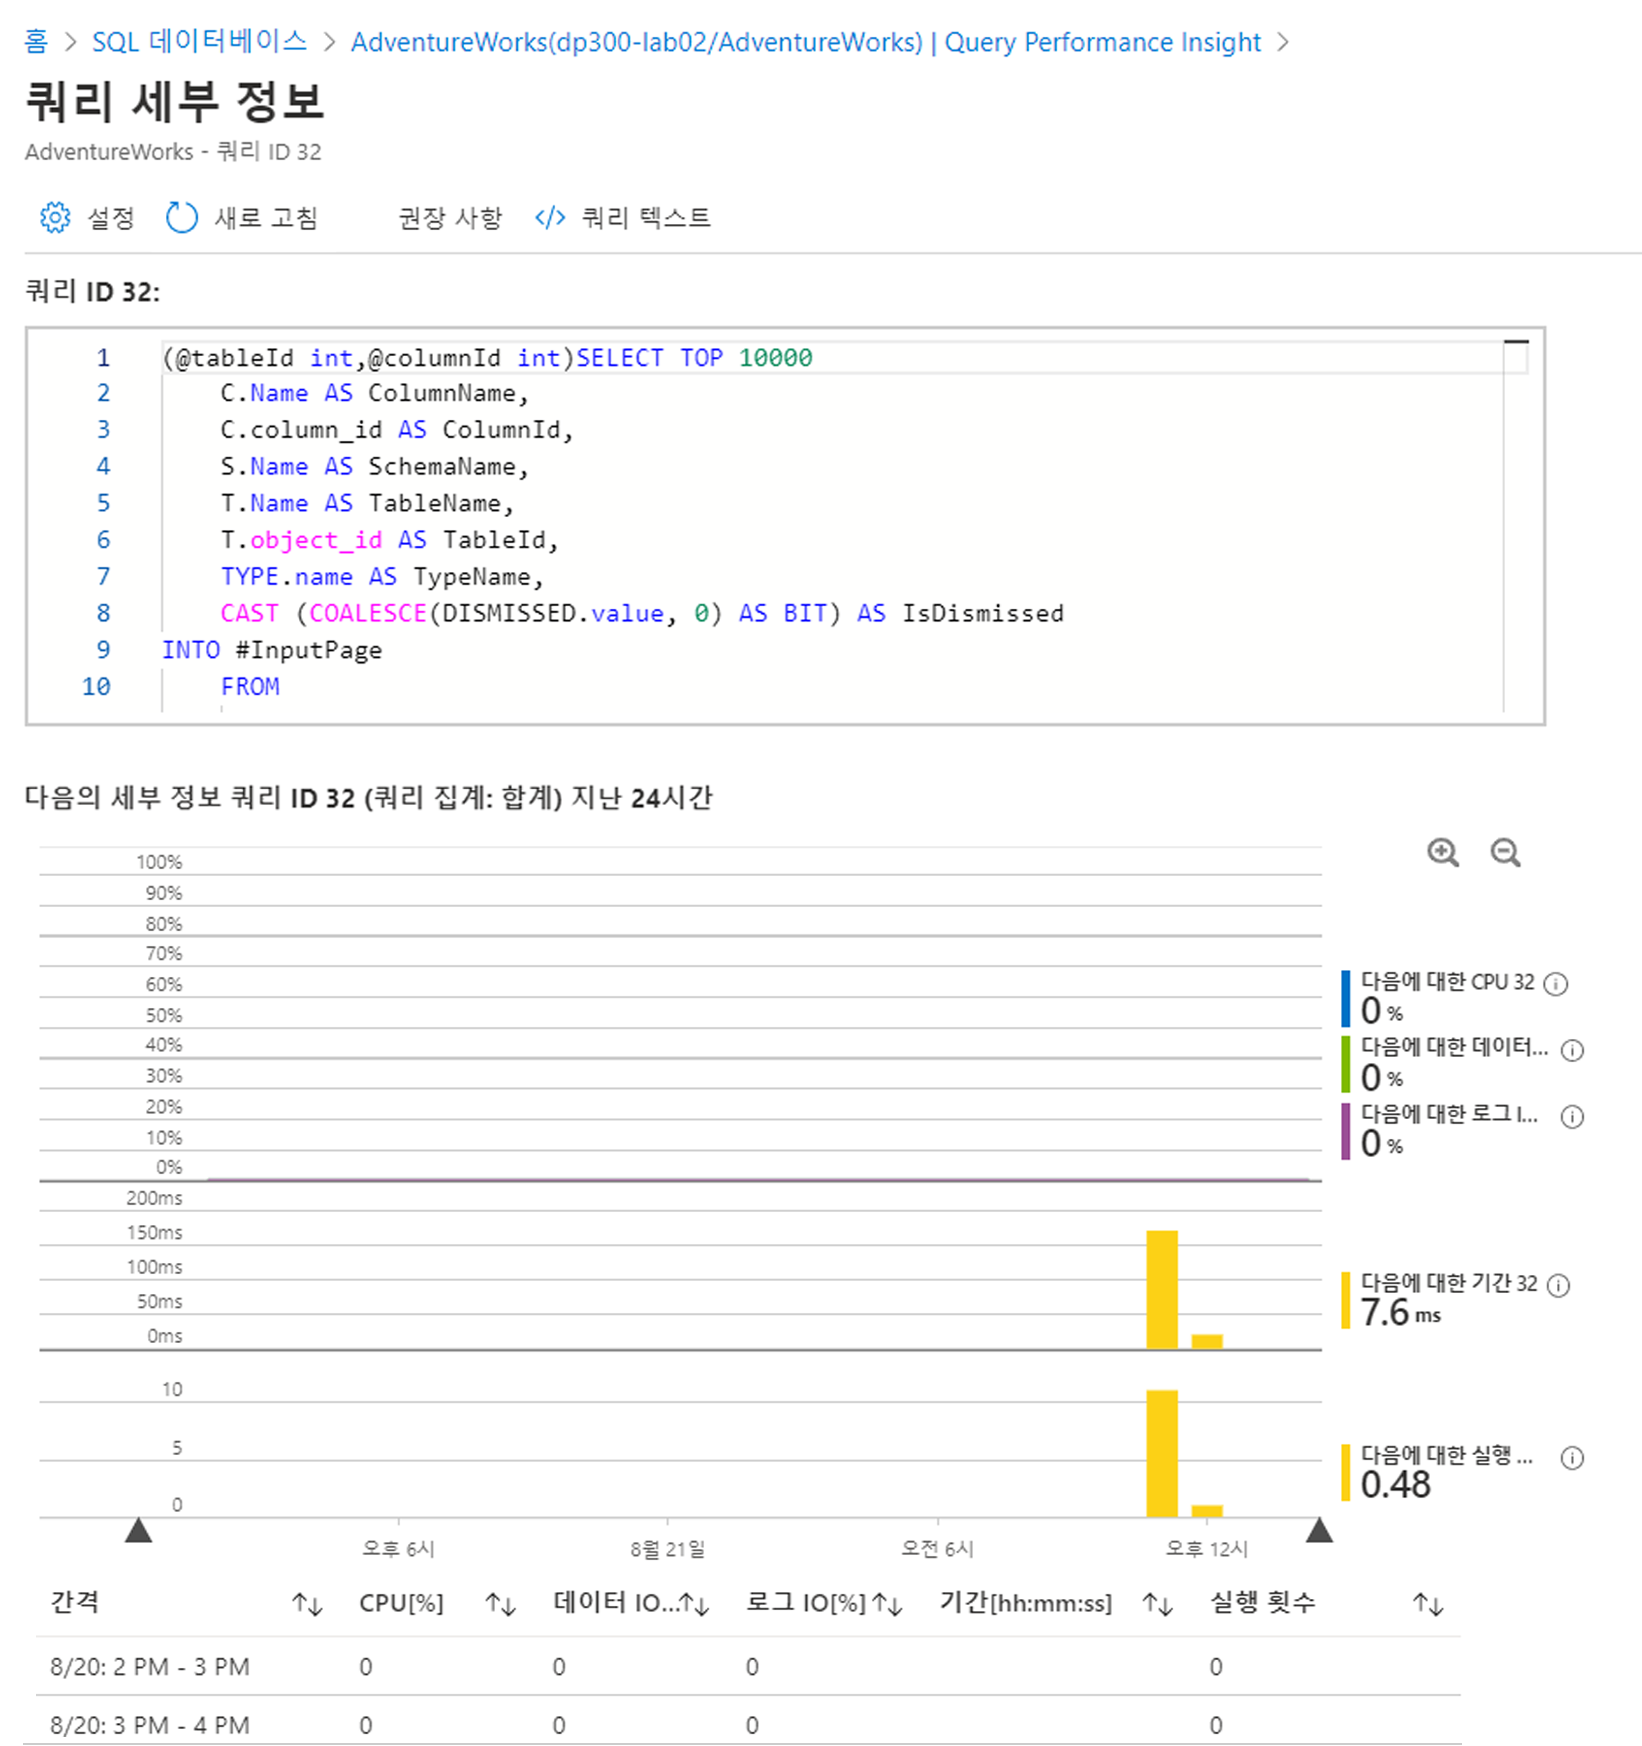 홈 > SQL 데이터베이스 > AdventureWorks(dp300-lab02/AdventureWorks) | Query Performance Insight >
쿼리 세부 정보
AdventureWorks - 쿼리 ID 32
설정 새로 고침 권장 사항 </> 쿼리 텍스트
쿼리 ID 32:
1 (@tableId int,@columnId int)SELECT TOP 10000
2 C.Name AS ColumnName,
3 C.column_id AS ColumnId,
4 S.Name AS SchemaName,
5 T.Name AS TableName,
6 T.object_id AS TableId,
7 TYPE.name AS TypeName,
8 CAST (COALESCE(DISMISSED.value, 0) AS BIT) AS IsDismissed
9 INTO #InputPage
10 FROM
다음의 세부 정보 쿼리 ID 32 (쿼리 집계: 합계) 지난 24시간
100%
90%
80%
70%
60%
50%
40%
30%
20%
10%
0%
다음에 대한 CPU 32
0 %
다음에 대한 데이터...
0 %
다음에 대한 로그 I...
0 %
200ms
150ms
100ms
50ms
0ms
다음에 대한 기간 32
7.6 ms
10
5
0
다음에 대한 실행 ...
0.48
오후 6시 8월 21일 오전 6시 오후 12시
간격 CPU[%] 데이터 IO... 로그 IO[%] 기간[hh:mm:ss] 실행 횟수
8/20: 2 PM - 3 PM 0 0 0 0
8/20: 3 PM - 4 PM 0 0 0 0